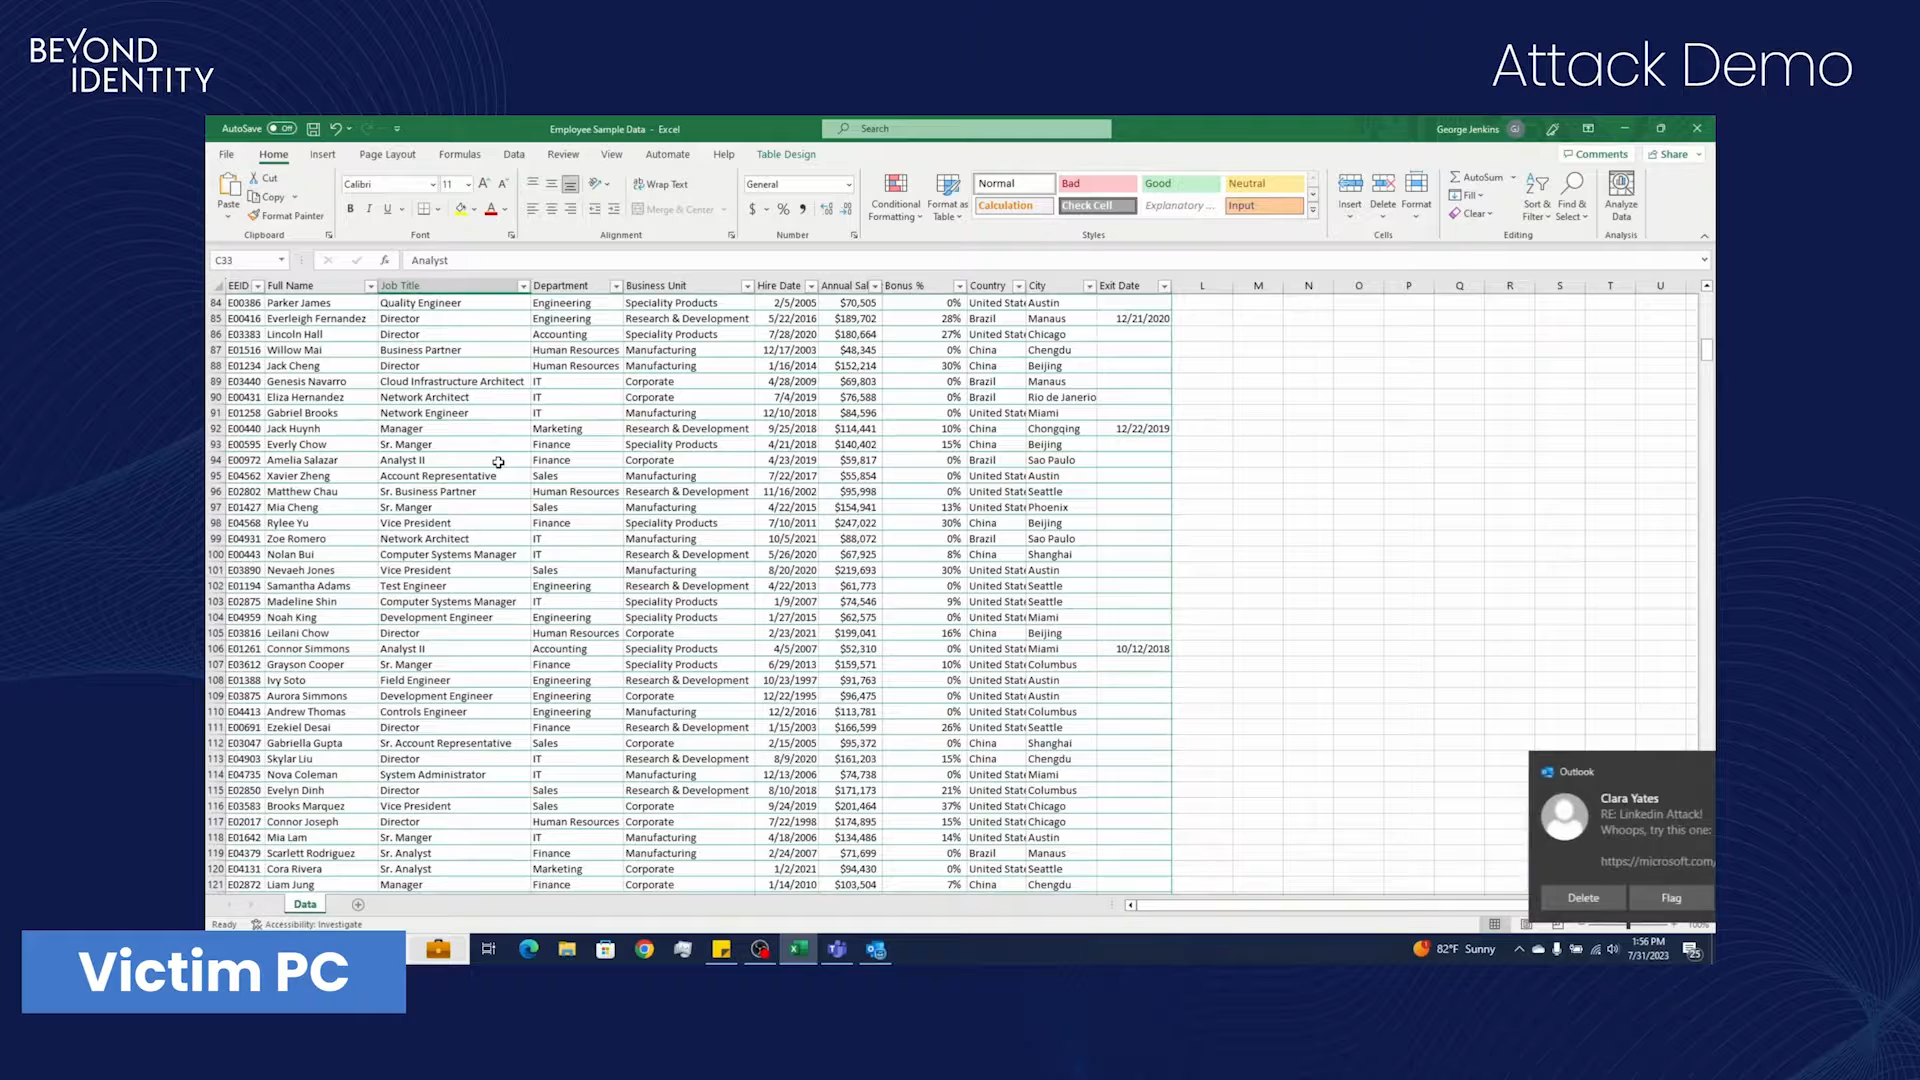 BEYOND
IDENTITY
Attack Demo
AutoSave Off
Employee Sample Data - Excel
Search
George Jenkins GJ
File Home Insert Page Layout Formulas Data Review View Automate Help Table Design
Comments Share
Paste
Cut
Copy
Format Painter
Clipboard
Calibri 11
B I U
Font
Wrap Text
Merge & Center
Alignment
General
$ % ,
Number
Conditional Formatting
Format as Table
Normal Bad Good Neutral
Calculation Check Cell Explanatory ... Input
Styles
Insert Delete Format
Cells
AutoSum
Fill
Clear
Sort & Filter
Find & Select
Editing
Analyze Data
Analysis
C33 fx Analyst
EEID Full Name Job Title Department Business Unit Hire Date Annual Sal Bonus % Country City Exit Date L M N O P Q R S T U
84 E00386 Parker James Quality Engineer Engineering Speciality Products 2/5/2005 $70,505 0% United State Austin
85 E00416 Everleigh Fernandez Director Engineering Research & Development 5/22/2016 $189,702 28% Brazil Manaus 12/21/2020
86 E03383 Lincoln Hall Director Accounting Speciality Products 7/28/2020 $180,664 27% United State Chicago
87 E01516 Willow Mai Business Partner Human Resources Manufacturing 12/17/2003 $48,345 0% China Chengdu
88 E01234 Jack Cheng Director Human Resources Manufacturing 1/16/2014 $152,214 30% China Beijing
89 E03440 Genesis Navarro Cloud Infrastructure Architect IT Corporate 4/28/2009 $69,803 0% Brazil Manaus
90 E00431 Eliza Hernandez Network Architect IT Corporate 7/4/2019 $76,588 0% Brazil Rio de Janerio
91 E01258 Gabriel Brooks Network Engineer IT Manufacturing 12/10/2018 $84,596 0% United State Miami
92 E00440 Jack Huynh Manager Marketing Research & Development 9/25/2018 $114,441 10% China Chongqing 12/22/2019
93 E00595 Everly Chow Sr. Manger Finance Speciality Products 4/21/2018 $140,402 15% China Beijing
94 E00972 Amelia Salazar Analyst II Finance Corporate 4/23/2019 $59,817 0% Brazil Sao Paulo
95 E04562 Xavier Zheng Account Representative Sales Manufacturing 7/22/2017 $55,854 0% United State Austin
96 E02802 Matthew Chau Sr. Business Partner Human Resources Research & Development 11/16/2002 $95,998 0% United State Seattle
97 E01427 Mia Cheng Sr. Manger Sales Manufacturing 4/22/2015 $154,941 13% United State Phoenix
98 E04568 Rylee Yu Vice President Finance Speciality Products 7/10/2011 $247,022 30% China Beijing
99 E04931 Zoe Romero Network Architect IT Manufacturing 10/5/2021 $88,072 0% Brazil Sao Paulo
100 E00443 Nolan Bui Computer Systems Manager IT Research & Development 5/26/2020 $67,925 8% China Shanghai
101 E03890 Nevaeh Jones Vice President Sales Manufacturing 8/20/2020 $219,693 30% United State Austin
102 E01194 Samantha Adams Test Engineer Engineering Research & Development 4/22/2013 $61,773 0% United State Seattle
103 E02875 Madeline Shin Computer Systems Manager IT Speciality Products 1/9/2007 $74,546 9% United State Seattle
104 E04959 Noah King Development Engineer Engineering Speciality Products 1/27/2015 $62,575 0% United State Miami
105 E03816 Leilani Chow Director Human Resources Corporate 2/23/2021 $199,041 16% China Beijing
106 E01261 Connor Simmons Analyst II Accounting Speciality Products 4/5/2007 $52,310 0% United State Miami 10/12/2018
107 E03612 Grayson Cooper Sr. Manger Finance Speciality Products 6/29/2013 $159,571 10% United State Columbus
108 E01388 Ivy Soto Field Engineer Engineering Research & Development 10/23/1997 $91,763 0% United State Austin
109 E03875 Aurora Simmons Development Engineer Engineering Corporate 12/22/1995 $96,475 0% United State Austin
110 E04413 Andrew Thomas Controls Engineer Engineering Manufacturing 12/2/2016 $113,781 0% United State Columbus
111 E00691 Ezekiel Desai Director Finance Research & Development 1/15/2003 $166,599 26% United State Seattle
112 E03047 Gabriella Gupta Sr. Account Representative Sales Corporate 2/15/2005 $95,372 0% China Shanghai
113 E04903 Skylar Liu Director IT Research & Development 8/9/2020 $161,203 15% China Chengdu
114 E04735 Nova Coleman System Administrator IT Manufacturing 12/13/2006 $74,738 0% United State Miami
115 E02850 Evelyn Dinh Director Sales Research & Development 8/10/2018 $171,173 21% United State Columbus
116 E03583 Brooks Marquez Vice President Sales Corporate 9/24/2019 $201,464 37% United State Chicago
117 E02017 Connor Joseph Director Human Resources Corporate 7/22/1998 $174,895 15% United State Chicago
118 E01642 Mia Lam Sr. Manger IT Manufacturing 4/18/2006 $134,486 14% United State Austin
119 E04379 Scarlett Rodriguez Sr. Analyst Finance Manufacturing 2/24/2007 $71,699 0% Brazil Manaus
120 E04131 Cora Rivera Sr. Analyst Marketing Corporate 1/2/2021 $94,430 0% United State Seattle
121 E02872 Liam Jung Manager Finance Corporate 1/14/2010 $103,504 7% China Chengdu
Outlook
Clara Yates
RE: Linkedin Attack!
Whoops, try this one:
https://microsoft.com/
Delete Flag
Data
Ready Accessibility: Investigate
100%
82°F Sunny
1:56 PM
7/31/2023
25
Victim PC